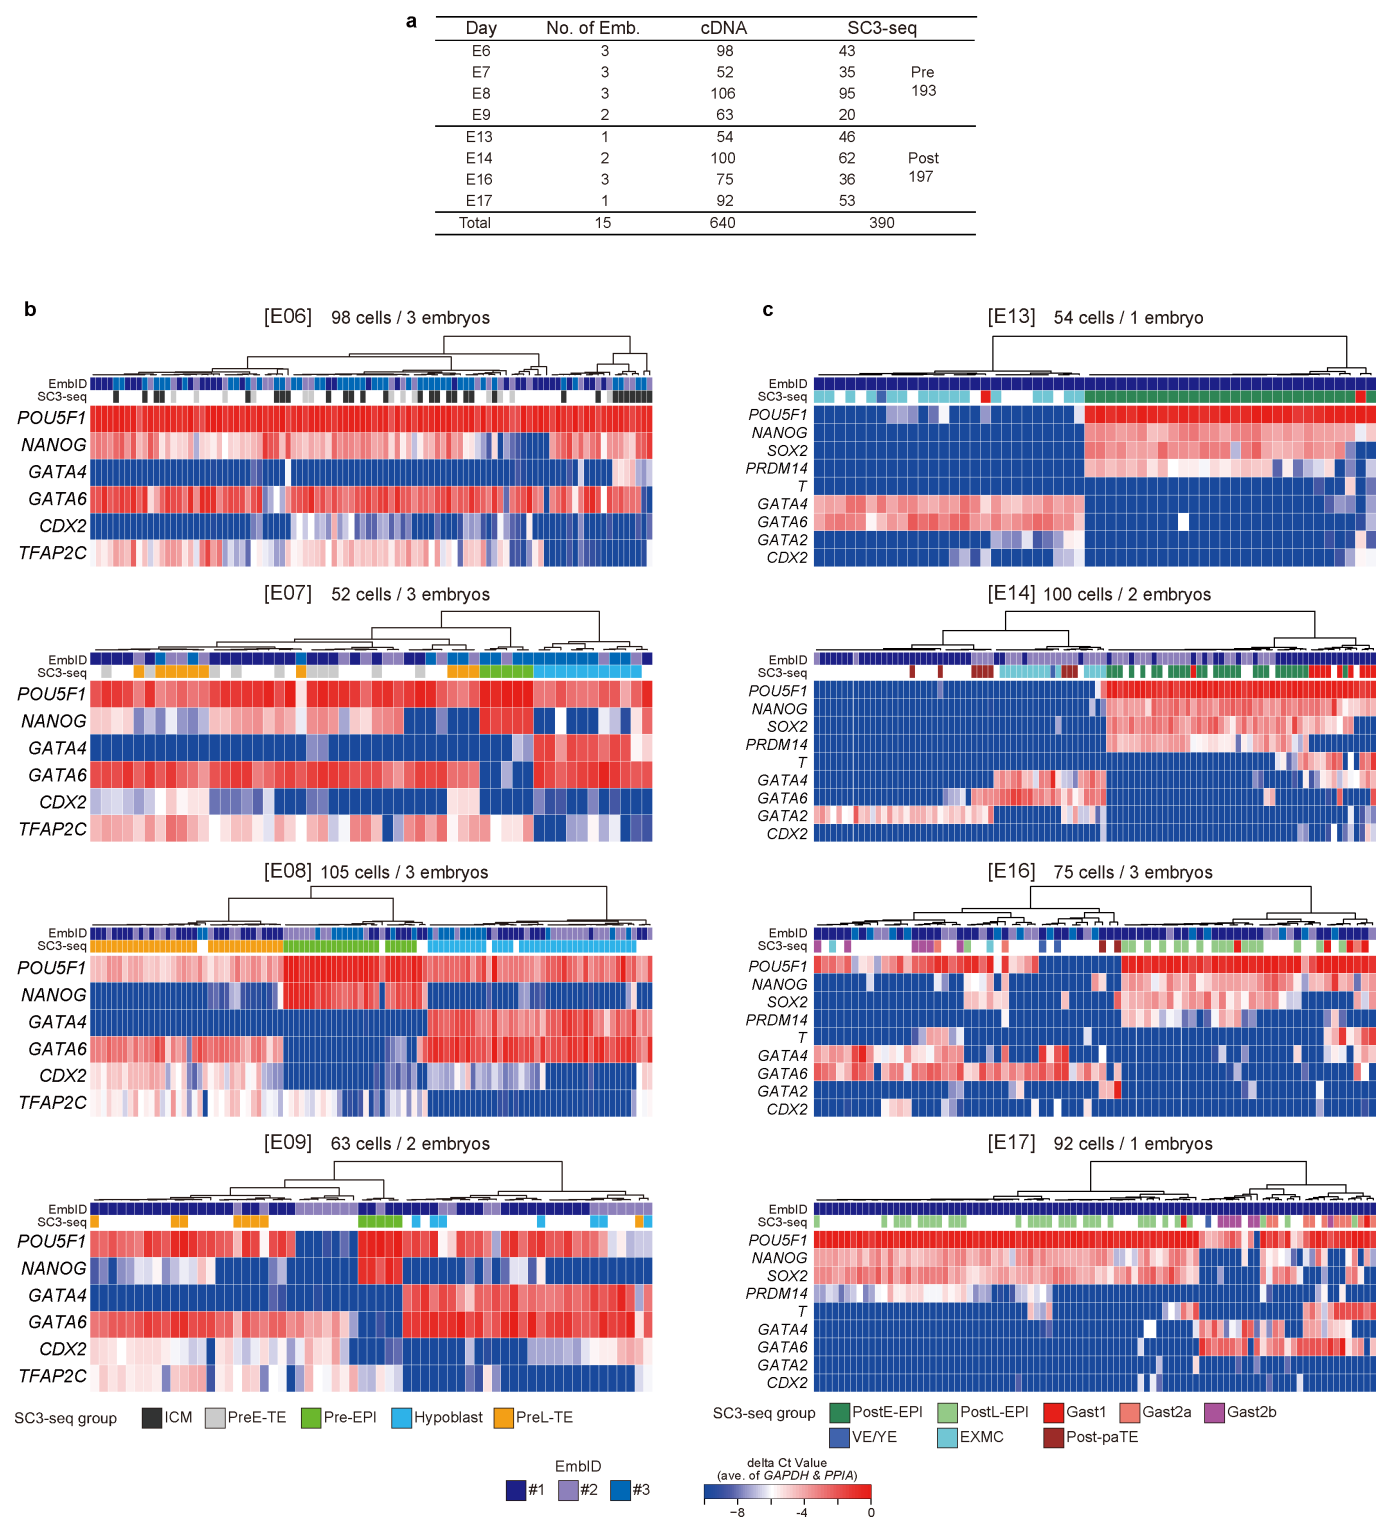 a
Day No. of Emb. cDNA SC3-seq
E6 3 98 43
E7 3 52 35 Pre
E8 3 106 95 193
E9 2 63 20
E13 1 54 46
E14 2 100 62 Post
E16 3 75 36 197
E17 1 92 53
Total 15 640 390
b
[E06] 98 cells / 3 embryos
EmbID
SC3-seq
POU5F1
NANOG
GATA4
GATA6
CDX2
TFAP2C
[E07] 52 cells / 3 embryos
EmbID
SC3-seq
POU5F1
NANOG
GATA4
GATA6
CDX2
TFAP2C
[E08] 105 cells / 3 embryos
EmbID
SC3-seq
POU5F1
NANOG
GATA4
GATA6
CDX2
TFAP2C
[E09] 63 cells / 2 embryos
EmbID
SC3-seq
POU5F1
NANOG
GATA4
GATA6
CDX2
TFAP2C
SC3-seq group ICM PreE-TE Pre-EPI Hypoblast PreL-TE
c
[E13] 54 cells / 1 embryo
EmbID
SC3-seq
POU5F1
NANOG
SOX2
PRDM14
T
GATA4
GATA6
GATA2
CDX2
[E14] 100 cells / 2 embryos
EmbID
SC3-seq
POU5F1
NANOG
SOX2
PRDM14
T
GATA4
GATA6
GATA2
CDX2
[E16] 75 cells / 3 embryos
EmbID
SC3-seq
POU5F1
NANOG
SOX2
PRDM14
T
GATA4
GATA6
GATA2
CDX2
[E17] 92 cells / 1 embryos
EmbID
SC3-seq
POU5F1
NANOG
SOX2
PRDM14
T
GATA4
GATA6
GATA2
CDX2
SC3-seq group PostE-EPI PostL-EPI Gast1 Gast2a Gast2b
VE/YE EXMC Post-paTE
EmbID
#1 #2 #3
delta Ct Value
(ave. of GAPDH & PPIA)
−8 -4 0